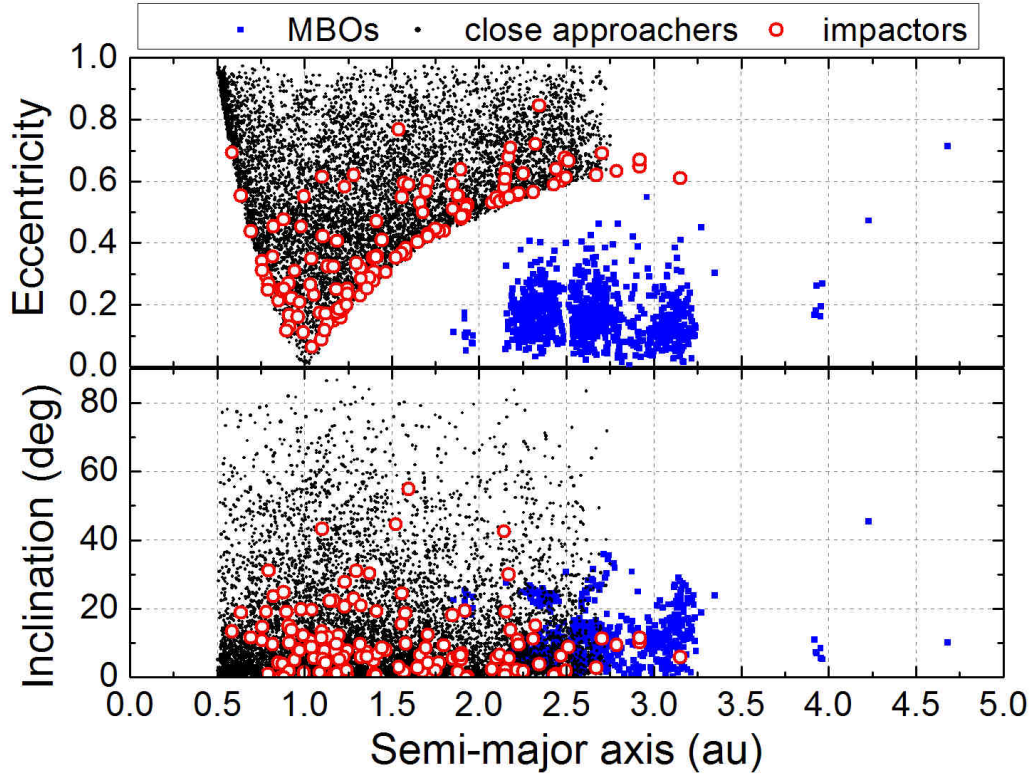 MBOs close approachers impactors
Eccentricity
1.0
0.8
0.6
0.4
0.2
0.0
Inclination (deg)
80
60
40
20
0
0.0 0.5 1.0 1.5 2.0 2.5 3.0 3.5 4.0 4.5 5.0
Semi-major axis (au)